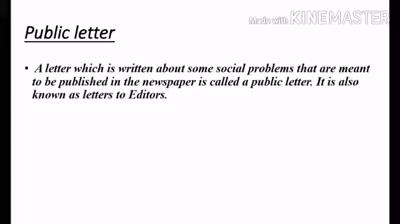 Made with KINEMASTER
Public letter
• A letter which is written about some social problems that are meant
to be published in the newspaper is called a public letter. It is also
known as letters to Editors.